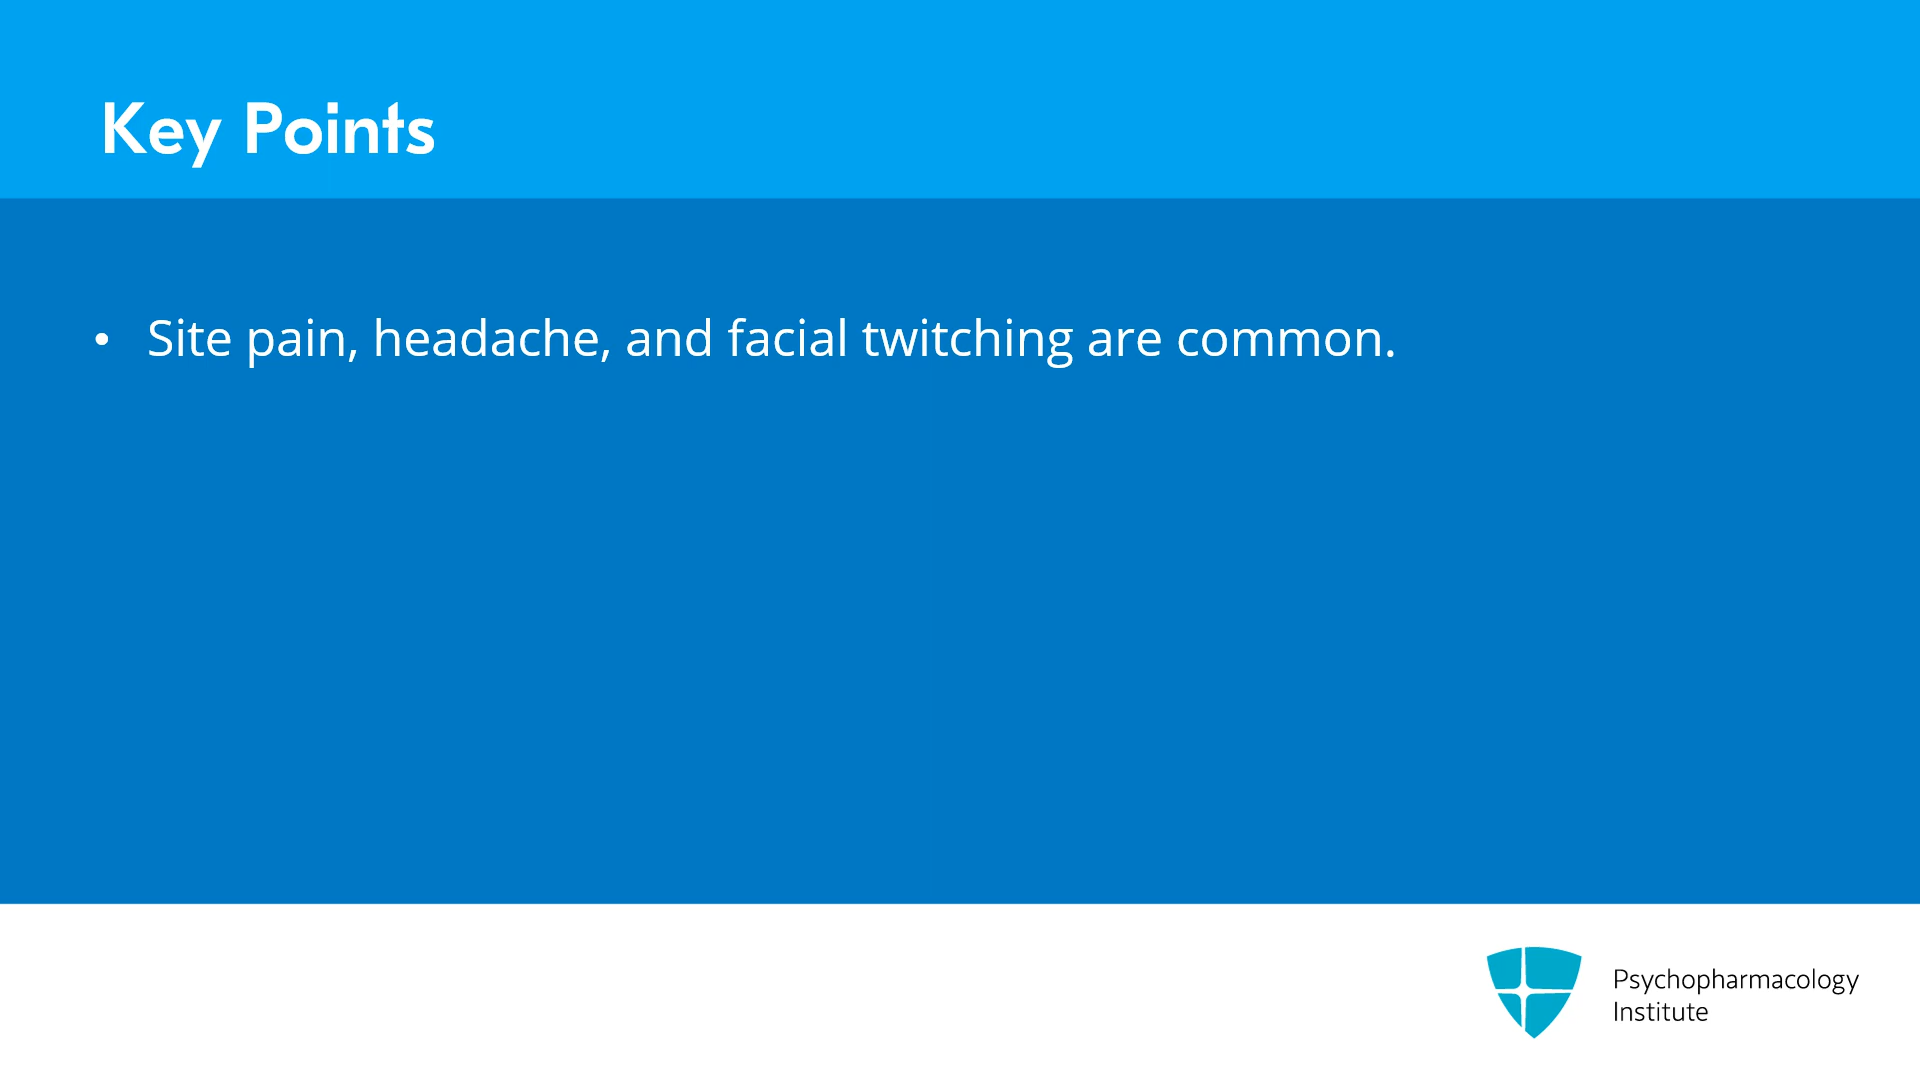 Key Points
• Site pain, headache, and facial twitching are common.
Psychopharmacology
Institute